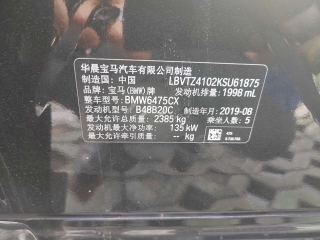 华晨宝马汽车有限公司制造
制造国：中国 LBVTZ4102KSU61875
品牌：宝马(BMW)牌 发动机排量：1998 mL
整车型号：BMW6475CX
发动机型号：B48B20C 制造年月：2019-08
最大允许总质量：2385 kg 乘坐人数：5
发动机最大净功率：135 kW
最大允许牵引质量：-- kg